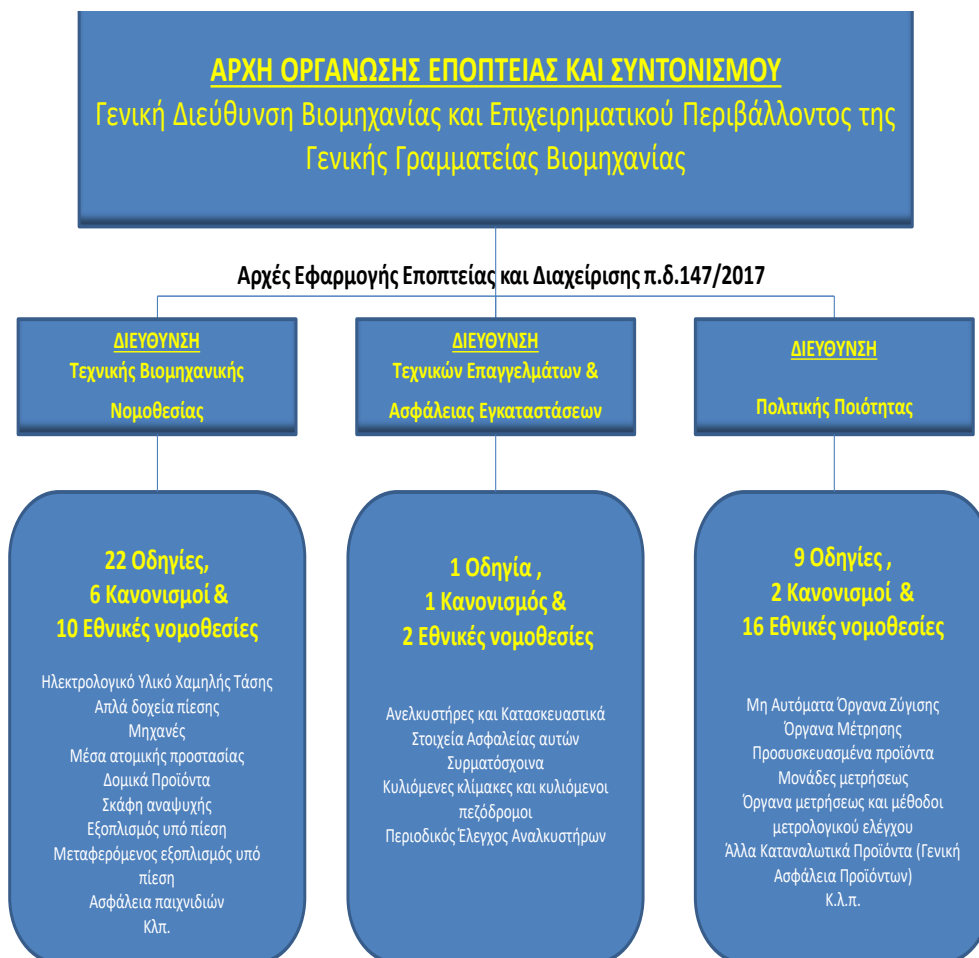 ΑΡΧΗ ΟΡΓΑΝΩΣΗΣ ΕΠΟΠΤΕΙΑΣ ΚΑΙ ΣΥΝΤΟΝΙΣΜΟΥ
Γενική Διεύθυνση Βιομηχανίας και Επιχειρηματικού Περιβάλλοντος της
Γενικής Γραμματείας Βιομηχανίας
Αρχές Εφαρμογής Εποπτείας και Διαχείρισης π.δ.147/2017
ΔΙΕΥΘΥΝΣΗ
Τεχνικής Βιομηχανικής
Νομοθεσίας
ΔΙΕΥΘΥΝΣΗ
Τεχνικών Επαγγελμάτων &
Ασφάλειας Εγκαταστάσεων
ΔΙΕΥΘΥΝΣΗ
Πολιτικής Ποιότητας
22 Οδηγίες,
6 Κανονισμοί &
10 Εθνικές νομοθεσίες
Ηλεκτρολογικό Υλικό Χαμηλής Τάσης
Απλά δοχεία πίεσης
Μηχανές
Μέσα ατομικής προστασίας
Δομικά Προϊόντα
Σκάφη αναψυχής
Εξοπλισμός υπό πίεση
Μεταφερόμενος εξοπλισμός υπό
πίεση
Ασφάλεια παιχνιδιών
Κλπ.
1 Οδηγία ,
1 Κανονισμός &
2 Εθνικές νομοθεσίες
Ανελκυστήρες και Κατασκευαστικά
Στοιχεία Ασφαλείας αυτών
Συρματόσχοινα
Κυλιόμενες κλίμακες και κυλιόμενοι
πεζόδρομοι
Περιοδικός Έλεγχος Αναλκυστήρων
9 Οδηγίες ,
2 Κανονισμοί &
16 Εθνικές νομοθεσίες
Μη Αυτόματα Όργανα Ζύγισης
Όργανα Μέτρησης
Προσυσκευασμένα προϊόντα
Μονάδες μετρήσεως
Όργανα μετρήσεως και μέθοδοι
μετρολογικού ελέγχου
Άλλα Καταναλωτικά Προϊόντα (Γενική
Ασφάλεια Προϊόντων)
Κ.λ.π.